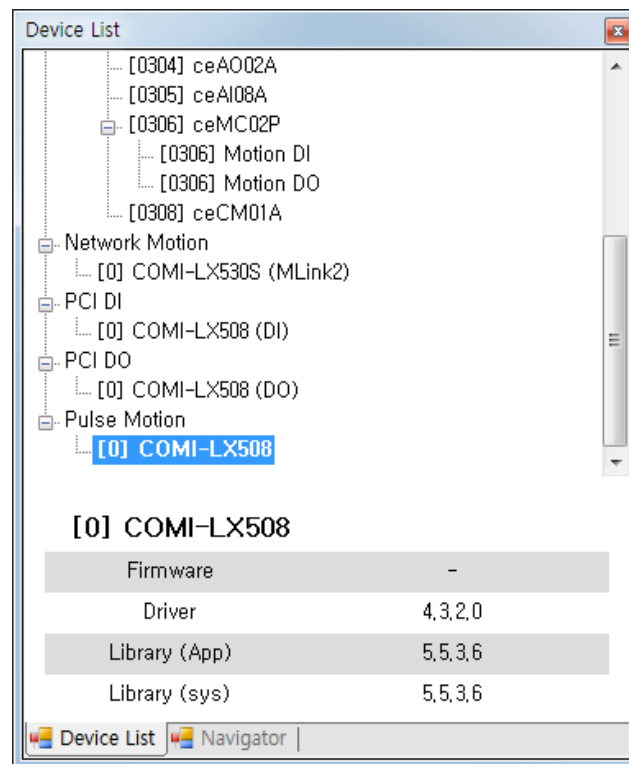 Device List
[0304] ceAO02A
[0305] ceAI08A
[0306] ceMC02P
[0306] Motion DI
[0306] Motion DO
[0308] ceCM01A
Network Motion
[0] COMI-LX530S (MLink2)
PCI DI
[0] COMI-LX508 (DI)
PCI DO
[0] COMI-LX508 (DO)
Pulse Motion
[0] COMI-LX508
[0] COMI-LX508
Firmware -
Driver 4,3,2,0
Library (App) 5,5,3,6
Library (sys) 5,5,3,6
Device List Navigator